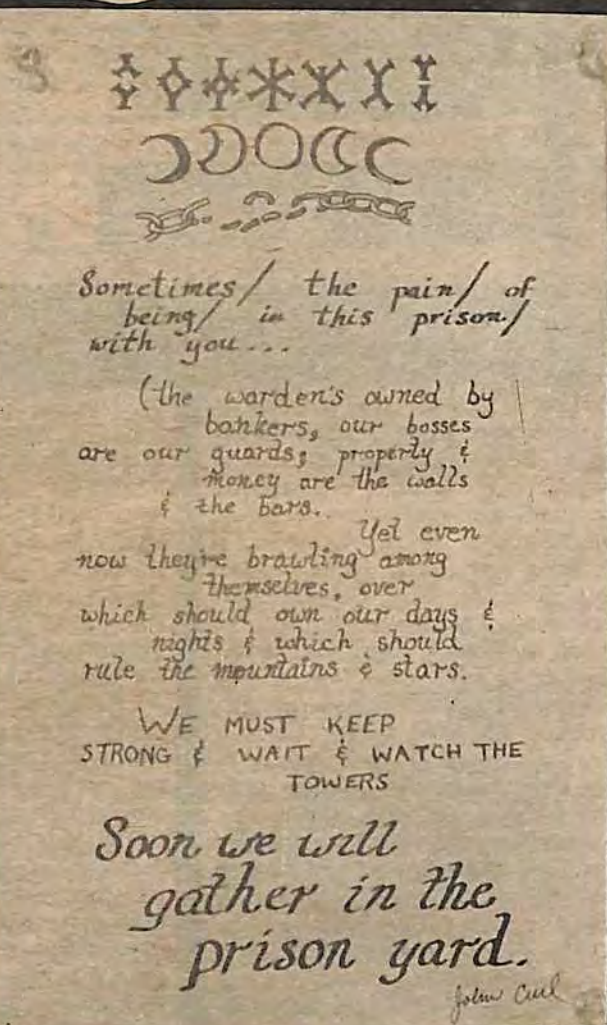 Sometimes/ the pain/ of
being/ in this prison/
with you...
(the warden's owned by
bankers, our bosses
are our guards; property &
money are the walls
& the bars.
Yet even
now they're brawling among
themselves, over
which should own our days &
nights & which should
rule the mountains & stars.
WE MUST KEEP
STRONG & WAIT & WATCH THE
TOWERS
Soon we will
gather in the
prison yard.
John Curl